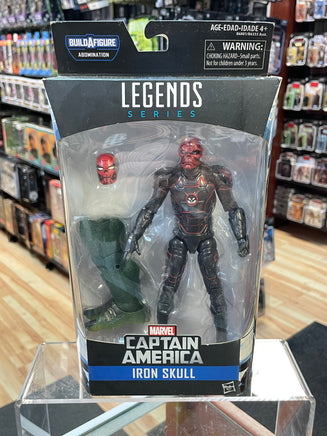 BUILD A FIGURE
ABOMINATION
AGE•EDAD•IDADE 4+
WARNING:
CHOKING HAZARD-Small parts.
Not for children under 3 years.
LEGENDS
SERIES
MARVEL
CAPTAIN
AMERICA
IRON SKULL
Hasbro